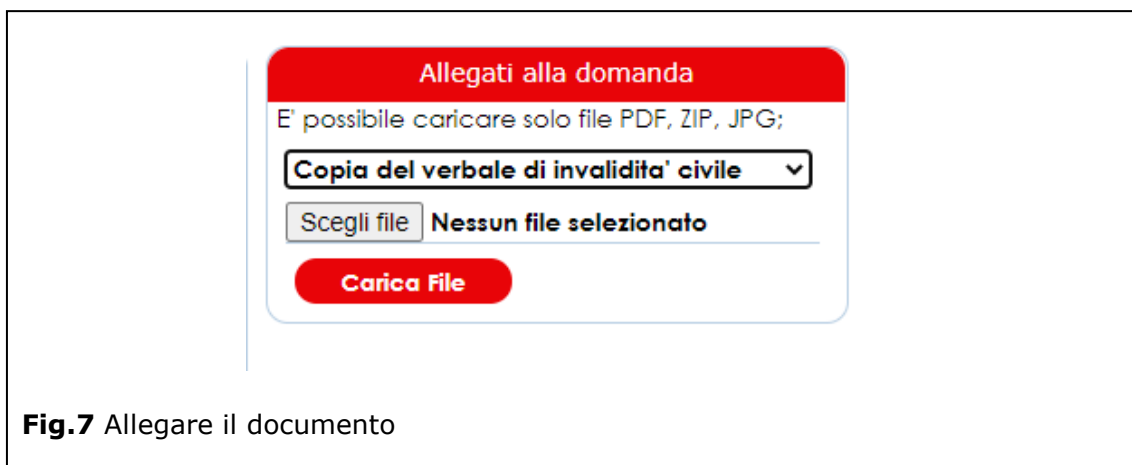 Allegati alla domanda
E' possibile caricare solo file PDF, ZIP, JPG;
Copia del verbale di invalidita' civile
Scegli file Nessun file selezionato
Carica File
Fig.7 Allegare il documento